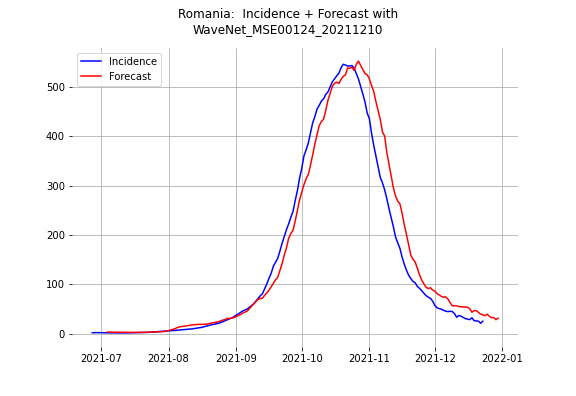 Romania:  Incidence + Forecast with
WaveNet_MSE00124_20211210
Incidence
Forecast
500
400
300
200
100
0
2021-07 2021-08 2021-09 2021-10 2021-11 2021-12 2022-01